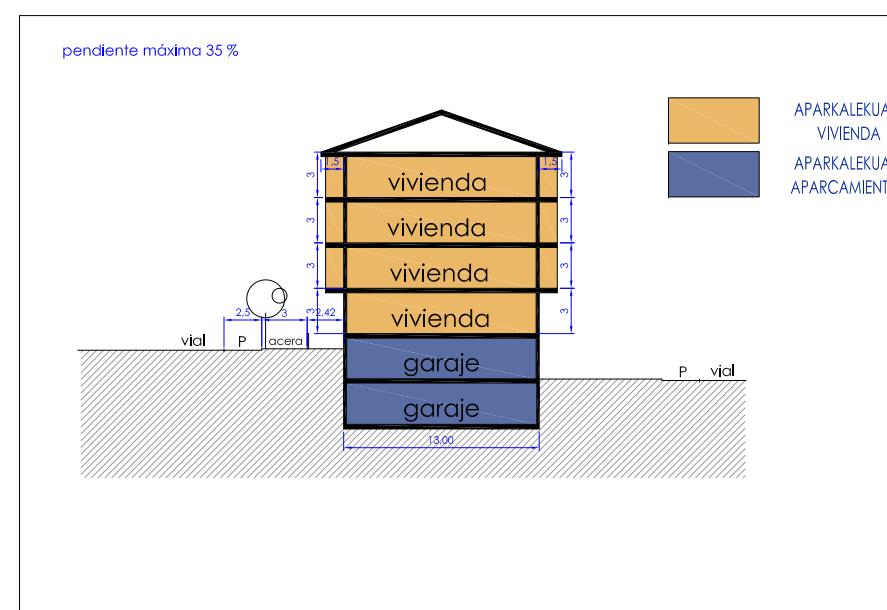 pendiente máxima 35 %
APARKALEKUA
VIVIENDA
APARKALEKUA
APARCAMIENT
1,5
1,5
3
vivienda
3
3
vivienda
3
3
vivienda
3
2,5
3
2,42
3
vivienda
3
vial
P
acera
garaje
P
vial
garaje
13,00